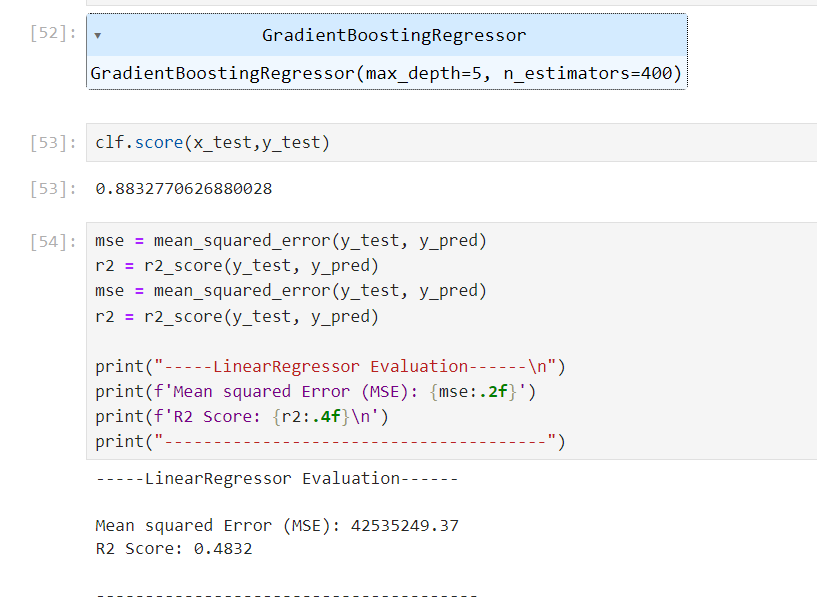 [52]:
GradientBoostingRegressor
GradientBoostingRegressor(max_depth=5, n_estimators=400)
[53]: clf.score(x_test,y_test)
[53]: 0.8832770626880028
[54]: mse = mean_squared_error(y_test, y_pred)
r2 = r2_score(y_test, y_pred)
mse = mean_squared_error(y_test, y_pred)
r2 = r2_score(y_test, y_pred)
print("-----LinearRegressor Evaluation------\n")
print(f'Mean squared Error (MSE): {mse:.2f}')
print(f'R2 Score: {r2:.4f}\n')
print("---------------------------------------")
-----LinearRegressor Evaluation------
Mean squared Error (MSE): 42535249.37
R2 Score: 0.4832
---------------------------------------